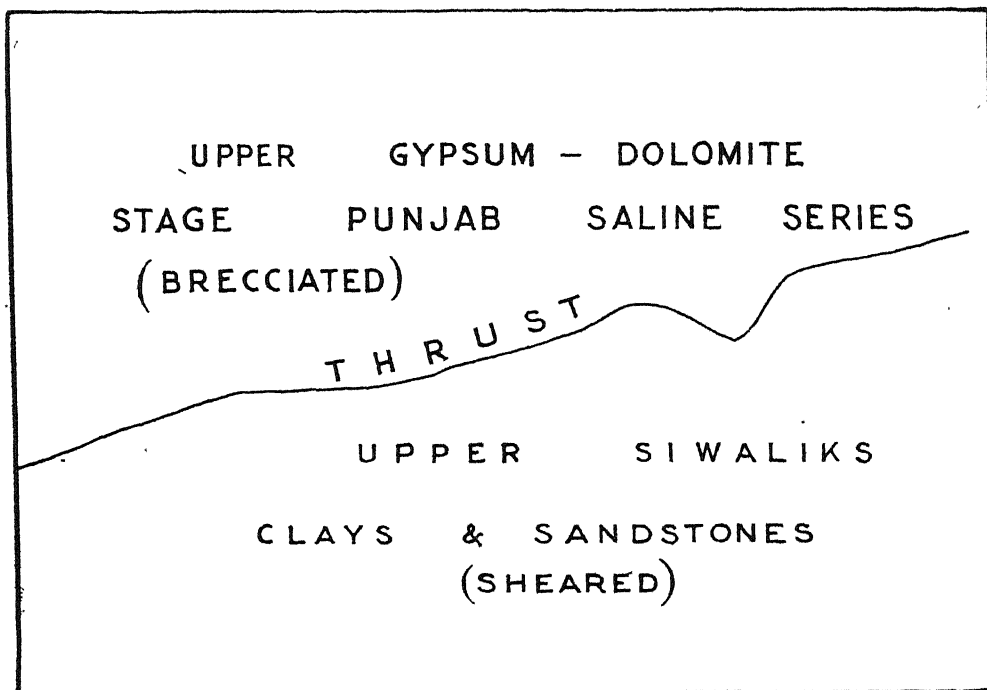 UPPER GYPSUM – DOLOMITE
STAGE PUNJAB SALINE SERIES
(BRECCIATED)
THRUST
UPPER SIWALIKS
CLAYS & SANDSTONES
(SHEARED)